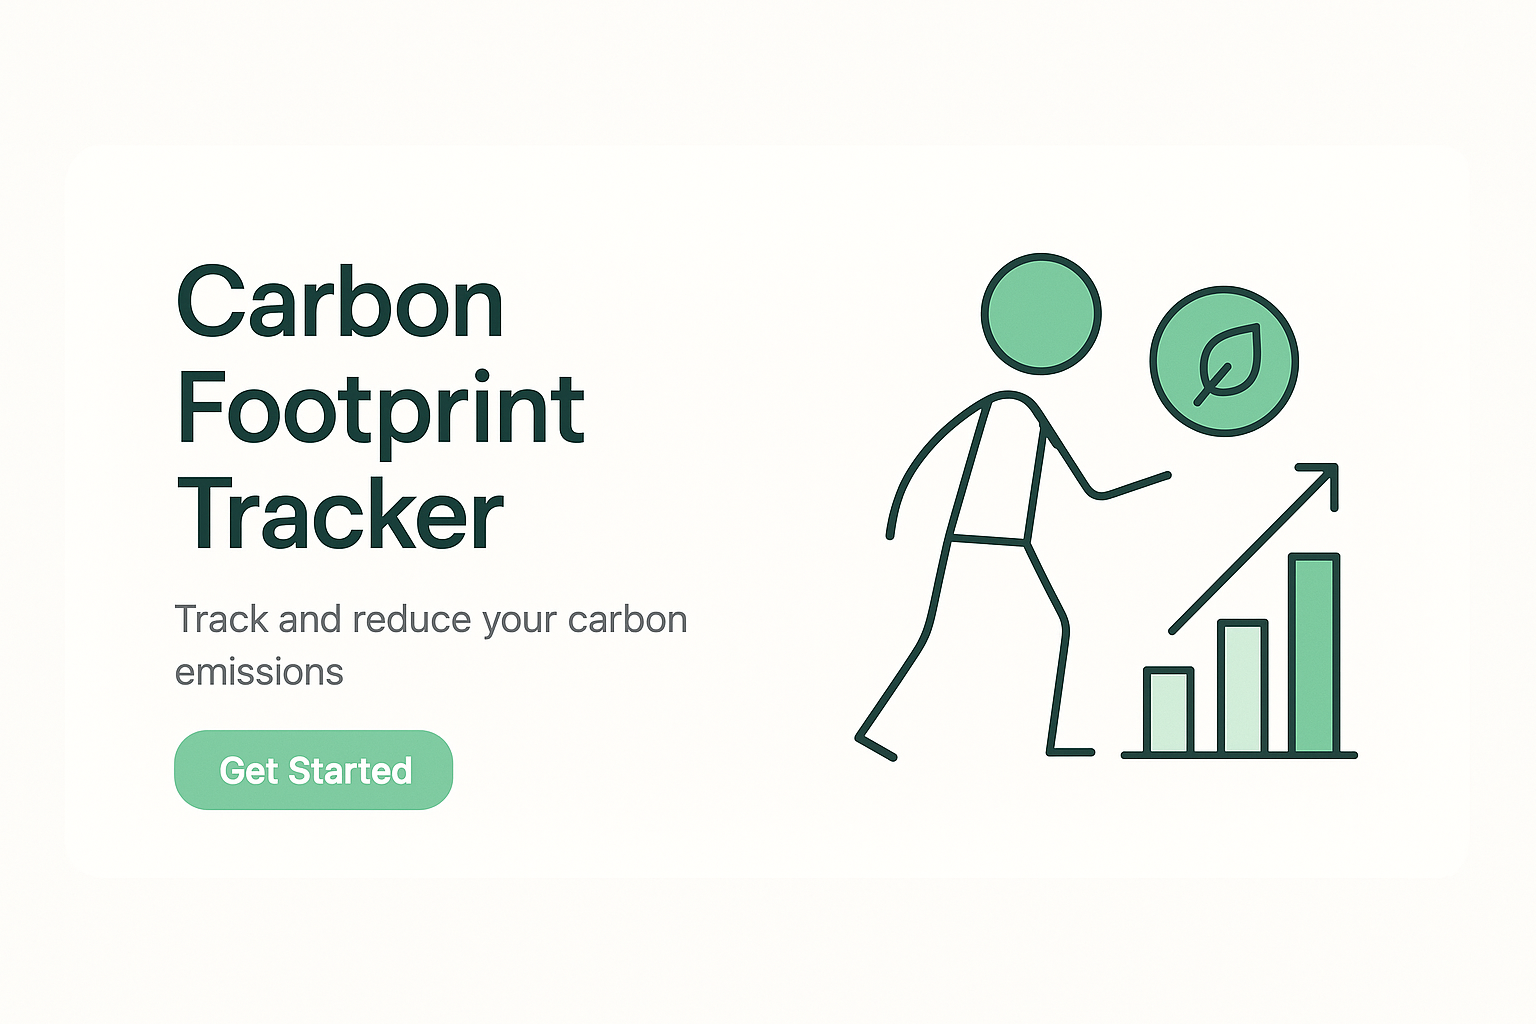 Carbon
Footprint
Tracker
Track and reduce your carbon
emissions
Get Started